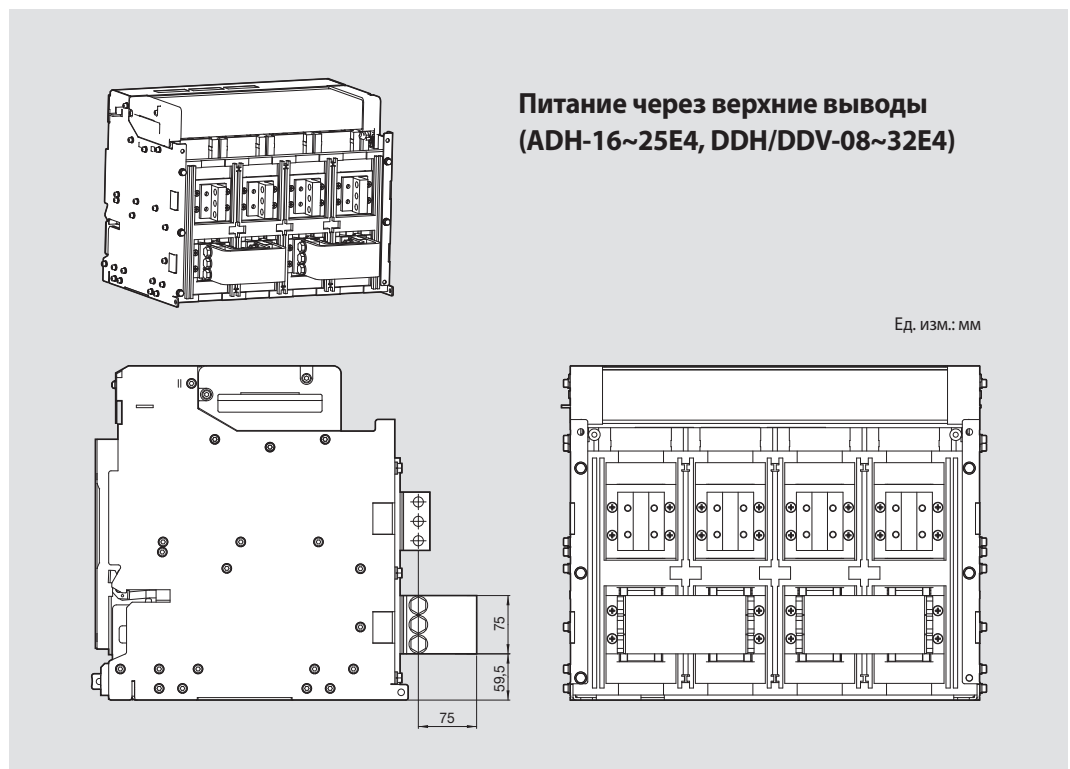 Питание через верхние выводы
(ADH-16~25E4, DDH/DDV-08~32E4)
Ед. изм.: мм
75
59,5
75